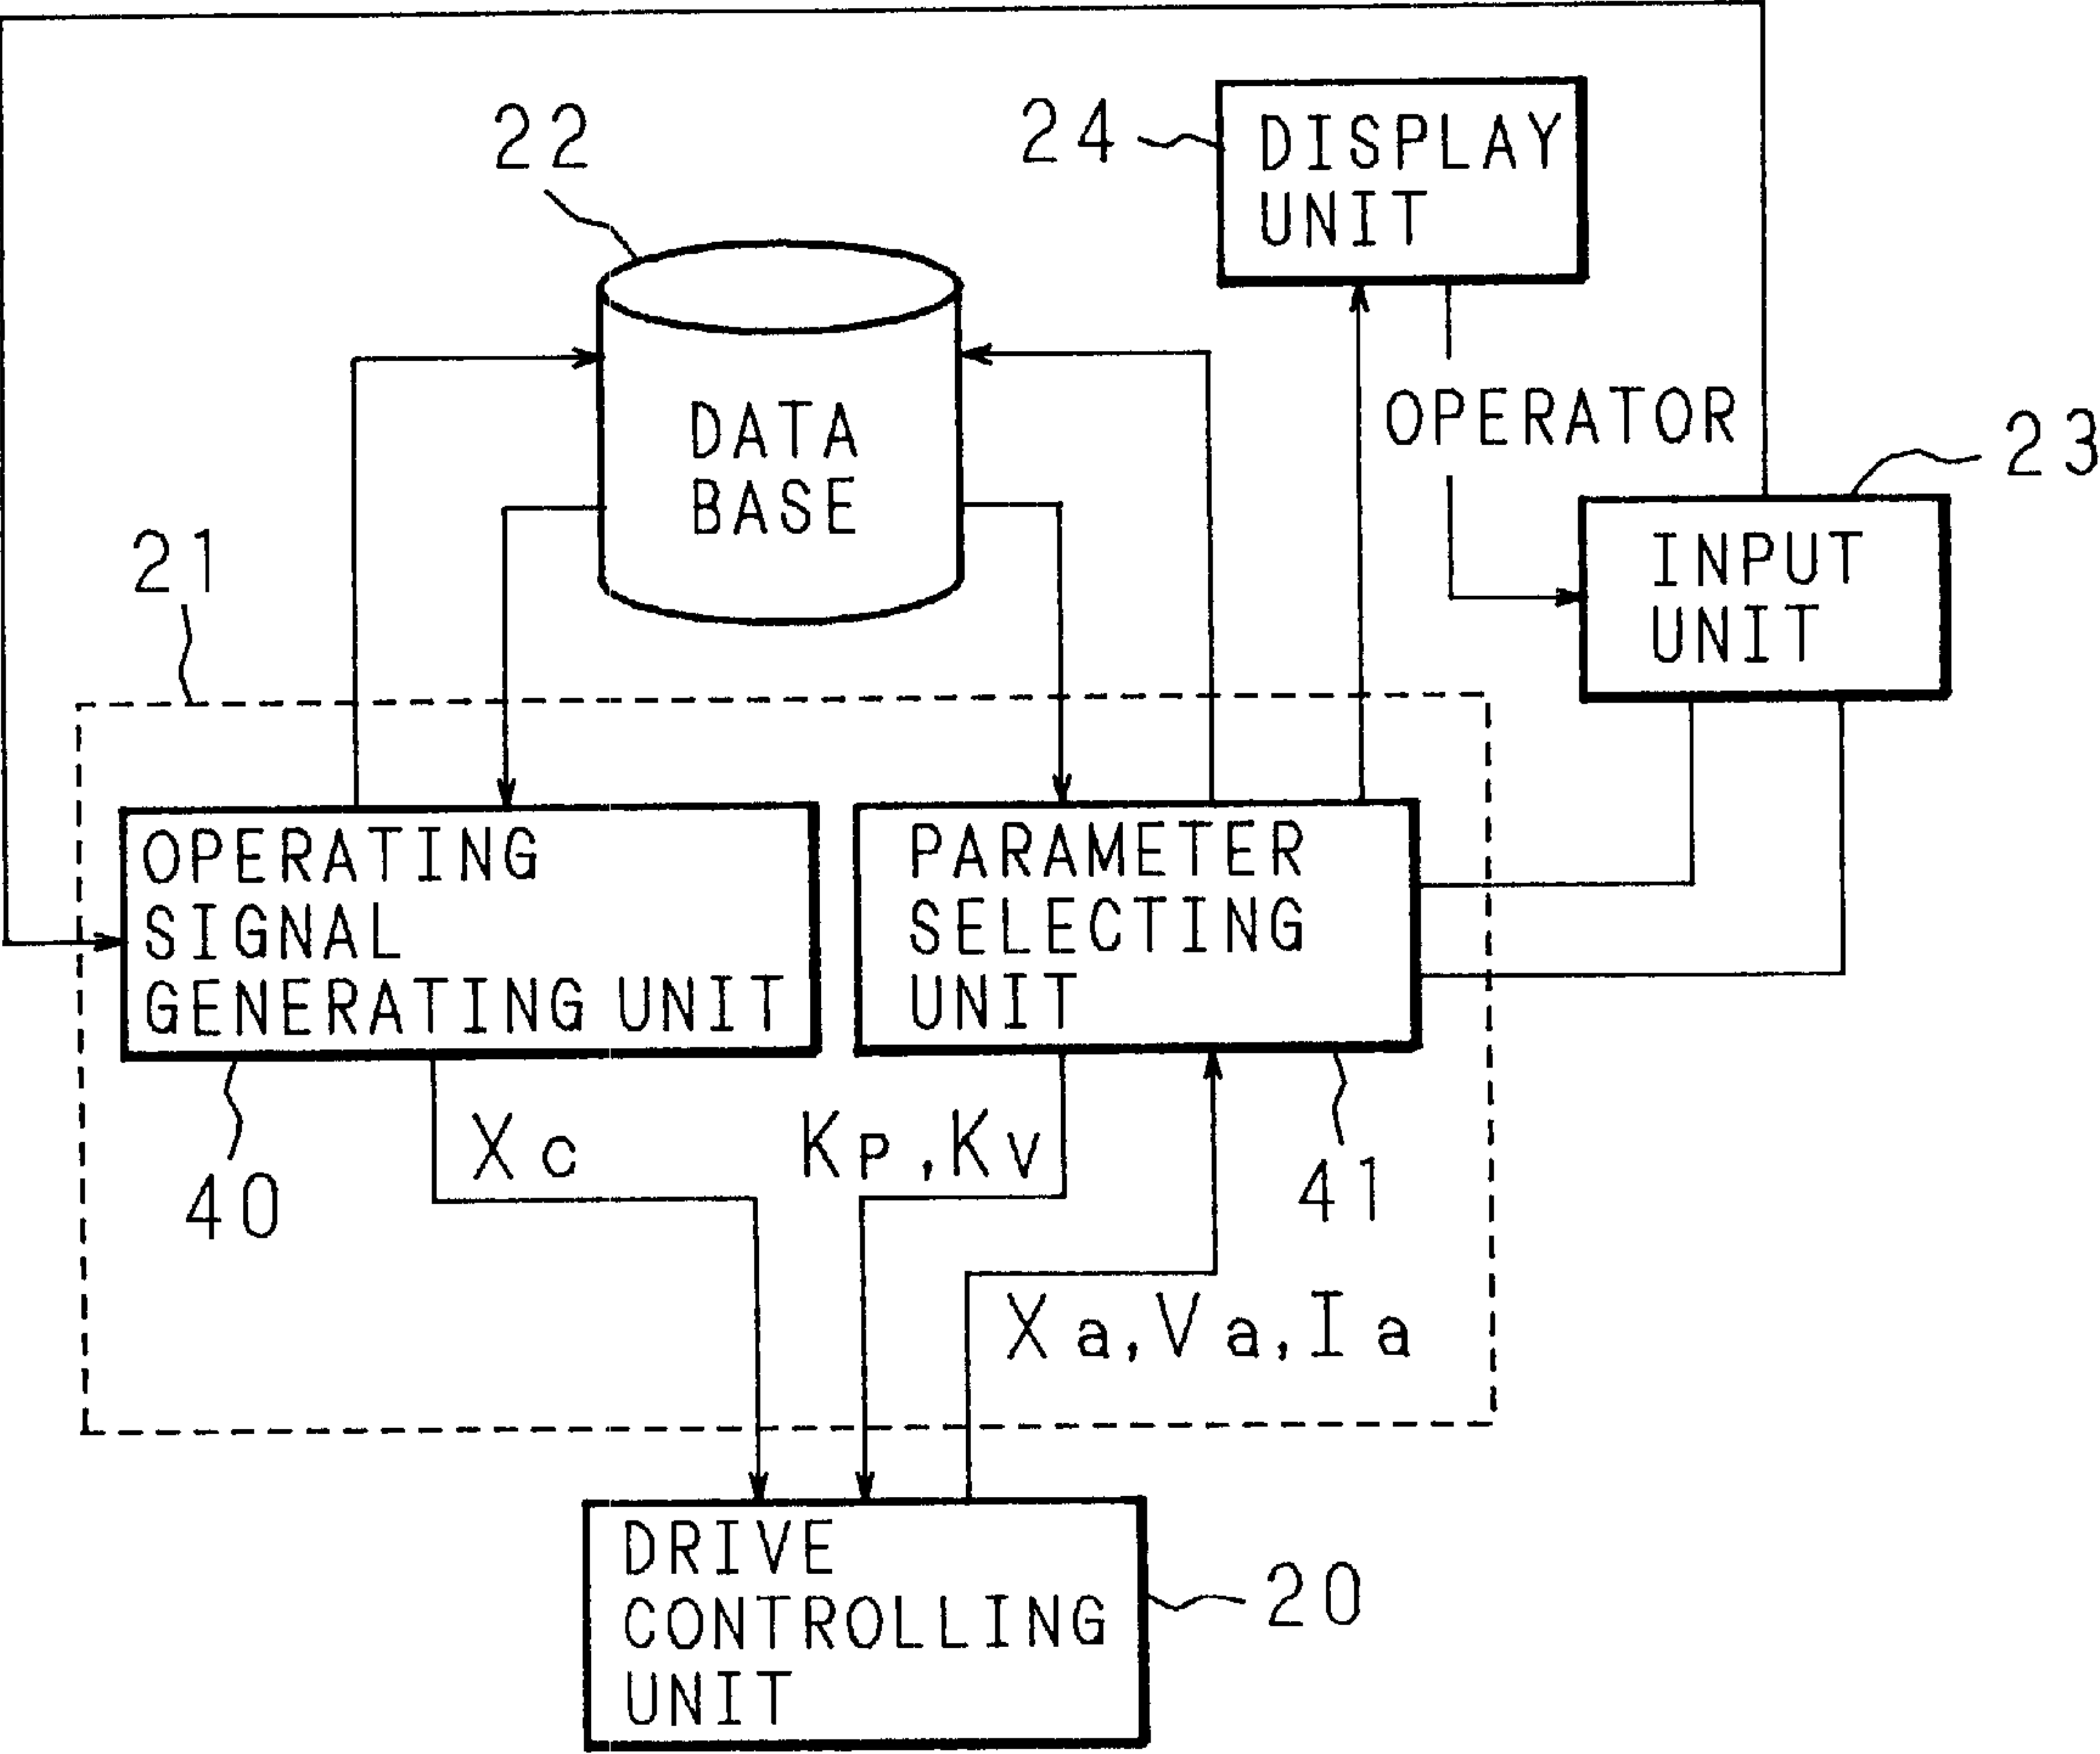 22
24
DISPLAY
UNIT
DATA
BASE
OPERATOR
23
INPUT
UNIT
21
OPERATING
SIGNAL
GENERATING UNIT
PARAMETER
SELECTING
UNIT
40
Xc
Kp,Kv
41
Xa,Va,Ia
DRIVE
CONTROLLING
UNIT
20